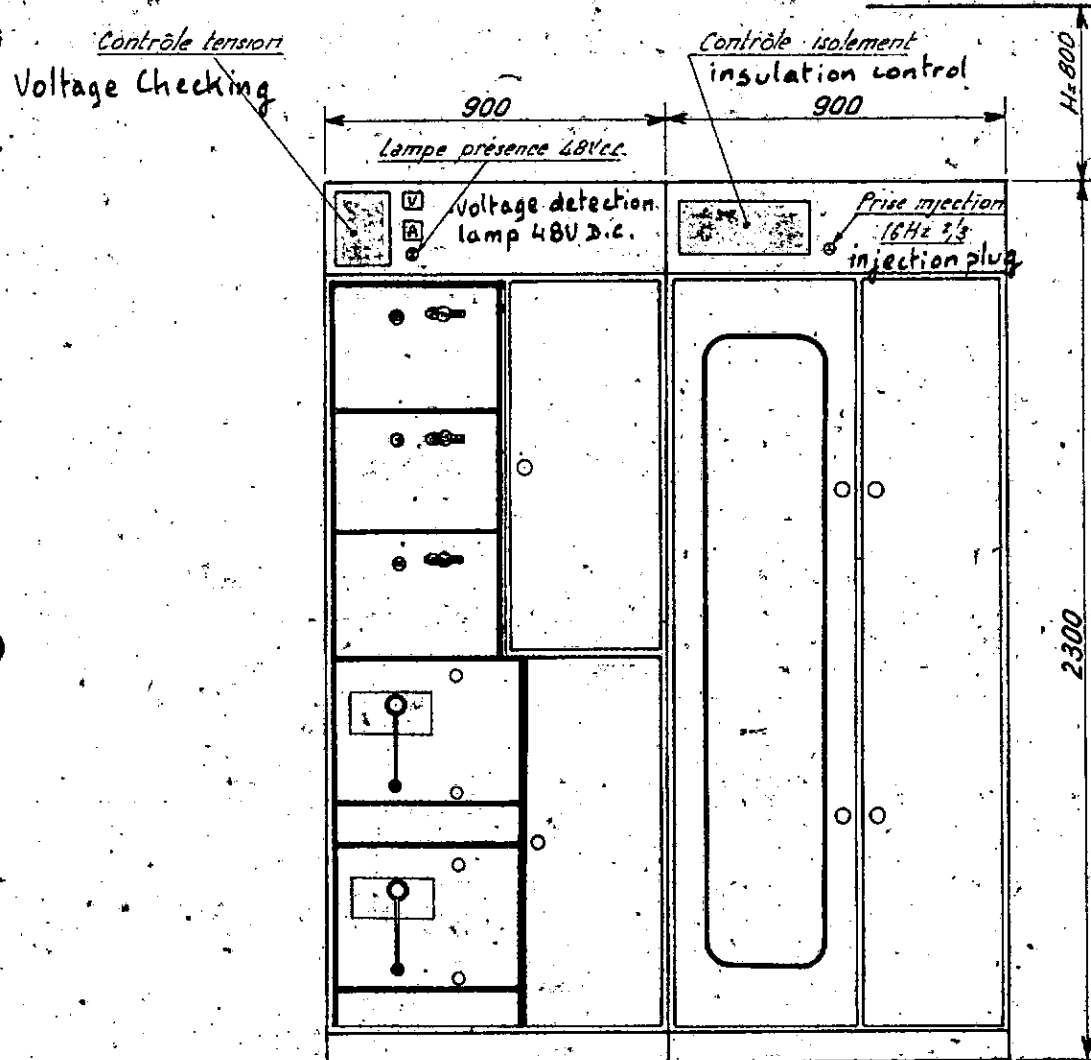 Contrôle tension
Voltage Checking
Contrôle isolement
insulation control
H=800
900
900
Lampe présence 48Vcc.
V
A
voltage detection
lamp 48V D.C.
Prise injection
16Hz 2/3
injection plug
2300